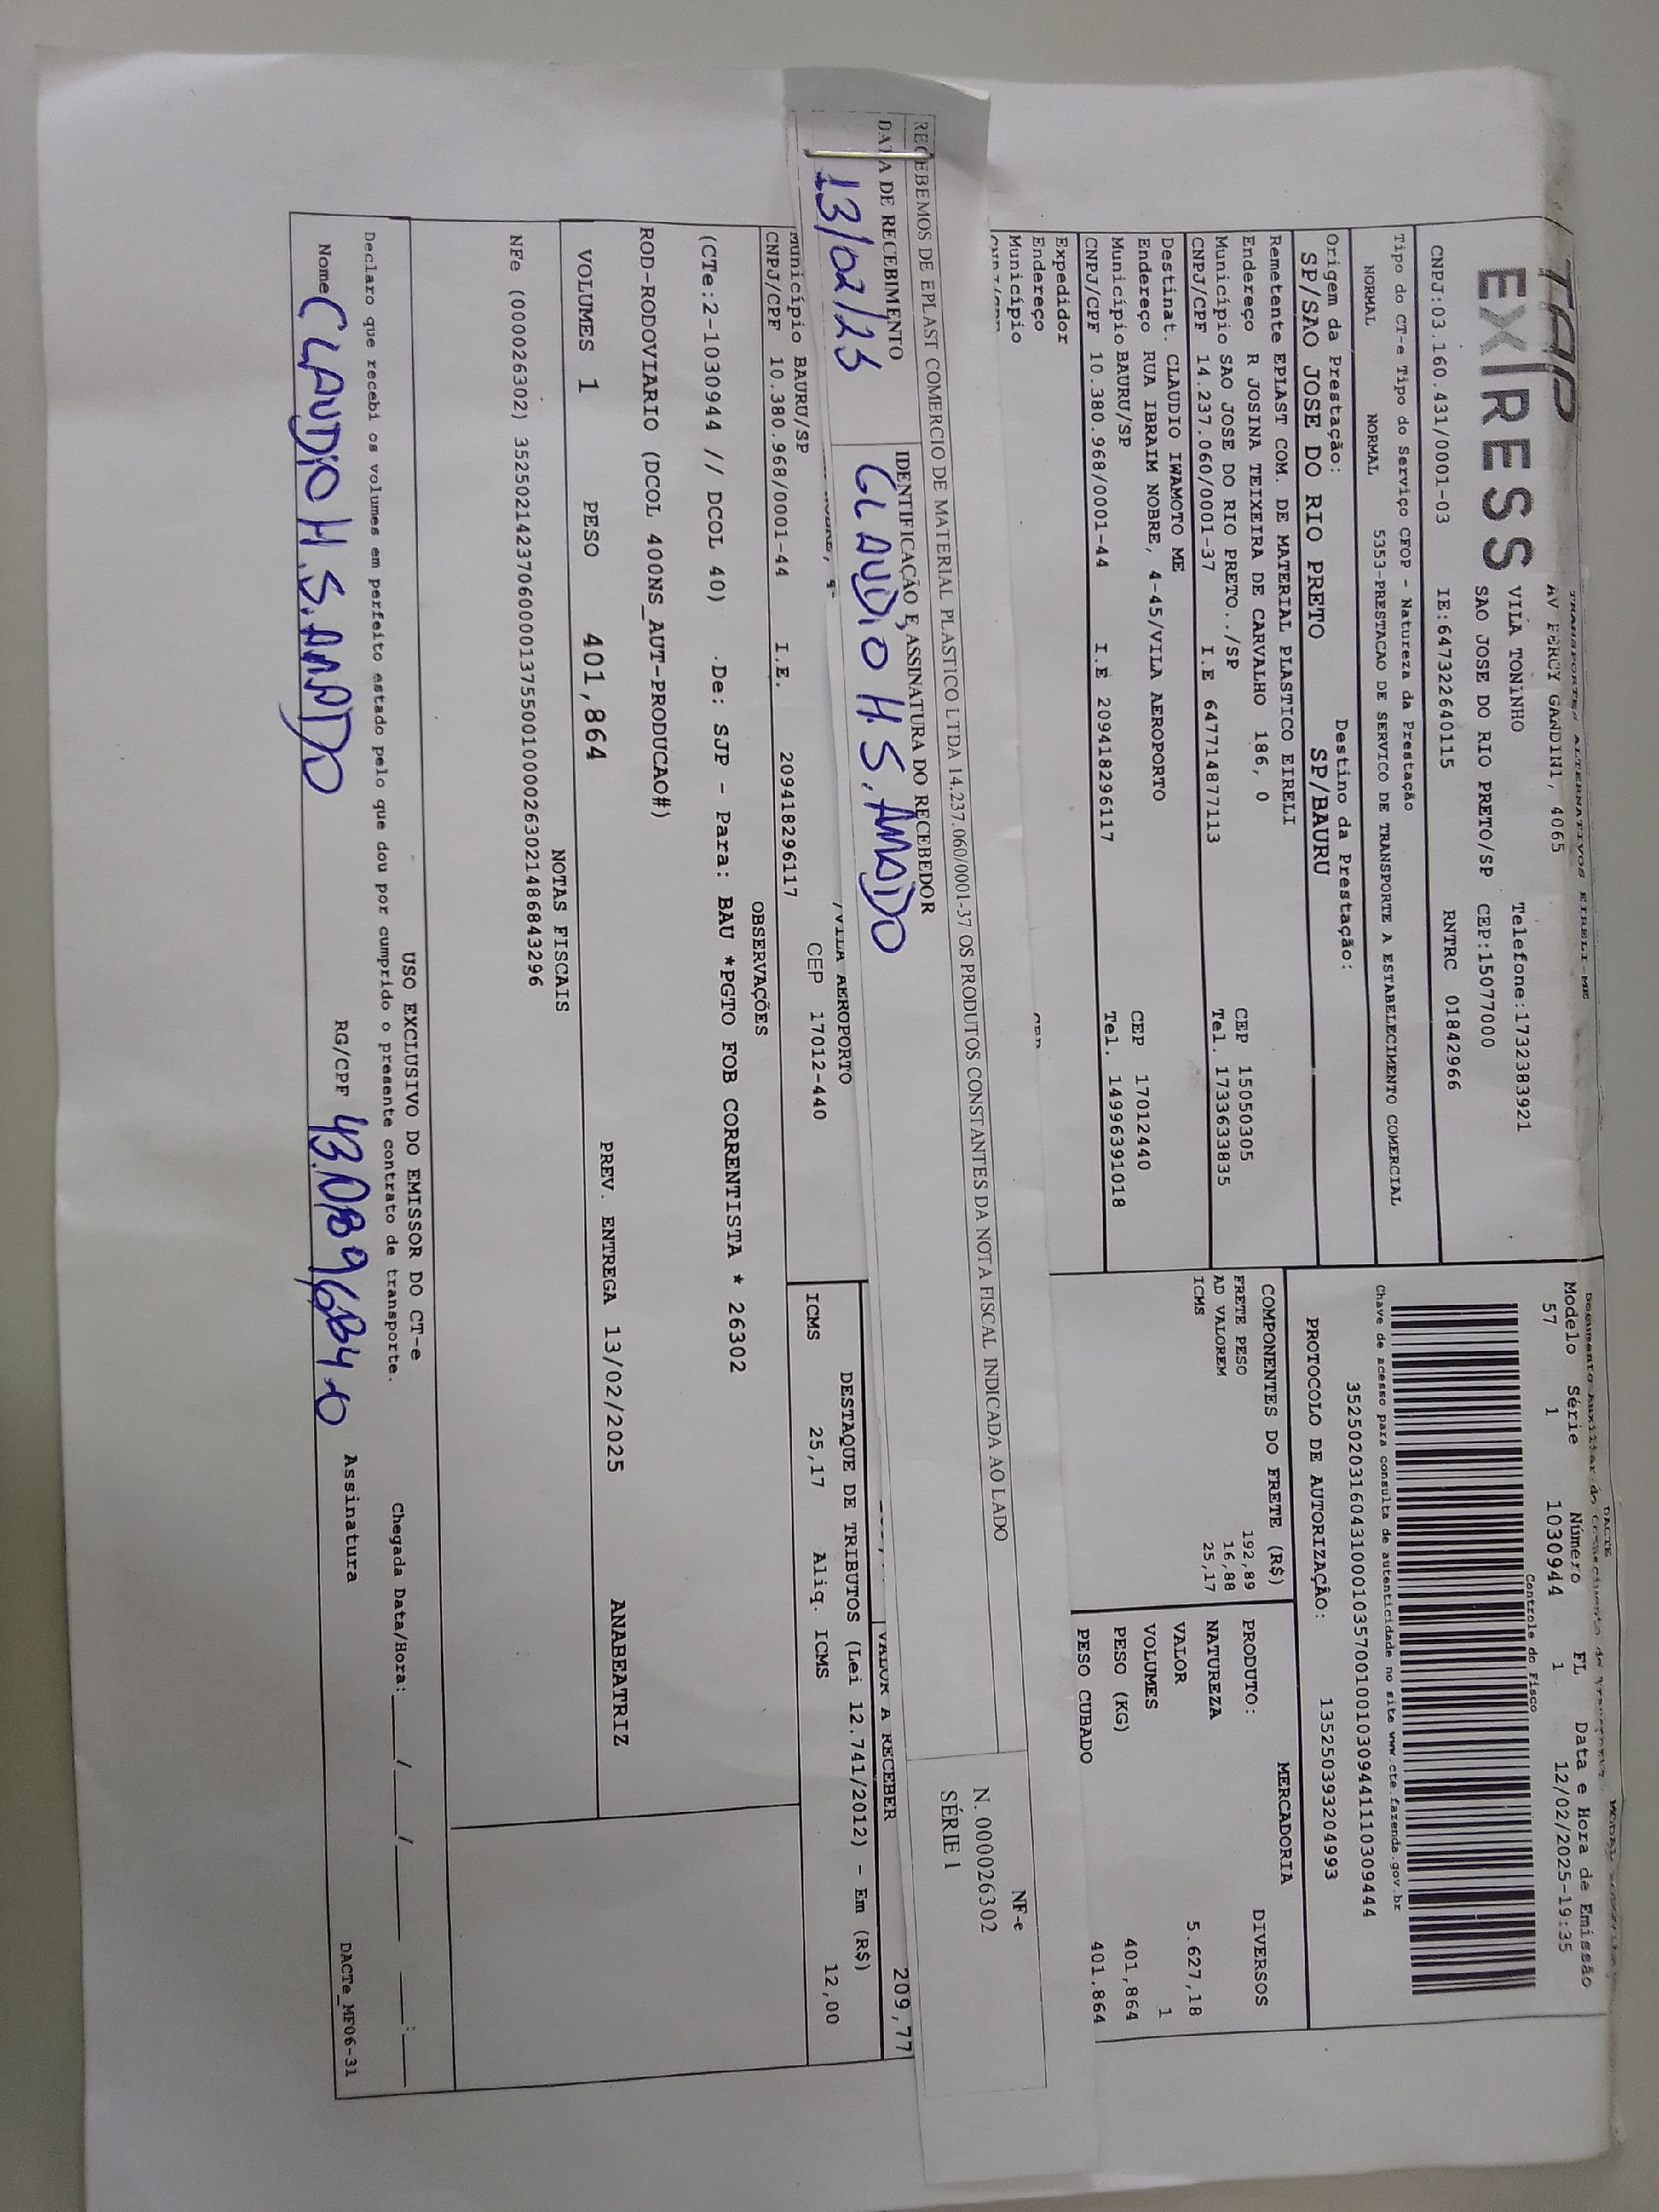 TAP
EXPRESS
TRANSPORTES ALTERNATIVOS EIRELI-ME
AV PERCY GANDINI, 4065
VILA TONINHO Telefone:1732383921
SAO JOSE DO RIO PRETO/SP CEP:15077000
CNPJ:03.160.431/0001-03 IE:647322640115 RNTRC 01842966
Tipo do CT-e Tipo do Serviço CFOP - Natureza da Prestação
NORMAL NORMAL 5353-PRESTACAO DE SERVICO DE TRANSPORTE A ESTABELECIMENTO COMERCIAL
Origem da Prestação: Destino da Prestação:
SP/SAO JOSE DO RIO PRETO SP/BAURU
DACTE
Modelo Série Número FL Data e Hora de Emissão
57 1 1030944 1 12/02/2025-19:35
Controle do Fisco
Chave de acesso para consulta de autenticidade no site www.cte.fazenda.gov.br
35250203160431000103570010010309441110309444
PROTOCOLO DE AUTORIZAÇÃO: 135250393204993
Remetente EPLAST COM. DE MATERIAL PLASTICO EIRELI
Endereço R JOSINA TEIXEIRA DE CARVALHO 186, 0 CEP 15050305
Município SAO JOSE DO RIO PRETO../SP Tel. 1733633835
CNPJ/CPF 14.237.060/0001-37 I.E 647714877113
Destinat. CLAUDIO IWAMOTO ME
Endereço RUA IBRAIM NOBRE, 4-45/VILA AEROPORTO CEP 17012440
Município BAURU/SP Tel. 14996391018
CNPJ/CPF 10.380.968/0001-44 I.E 209418296117
Expedidor
Endereço
Município
COMPONENTES DO FRETE (R$)
FRETE PESO 192,89
AD VALOREM 16,88
ICMS 25,17
MERCADORIA
PRODUTO: DIVERSOS
NATUREZA
VALOR 5.627,18
VOLUMES 1
PESO (KG) 401,864
PESO CUBADO 401.864
RECEBEMOS DE EPLAST COMERCIO DE MATERIAL PLASTICO LTDA 14.237.060/0001-37 OS PRODUTOS CONSTANTES DA NOTA FISCAL INDICADA AO LADO
DATA DE RECEBIMENTO IDENTIFICAÇÃO E ASSINATURA DO RECEBEDOR
13/02/25 CLAUDIO H S. AMADO
NF-e
N. 000026302
SÉRIE 1
VALOR A RECEBER 209,77
/VILA AEROPORTO
Município BAURU/SP CEP 17012-440
CNPJ/CPF 10.380.968/0001-44 I.E. 209418296117
DESTAQUE DE TRIBUTOS (Lei 12.741/2012) - Em (R$)
ICMS 25,17 Aliq. ICMS 12,00
OBSERVAÇÕES
(CTe:2-1030944 // DCOL 40) De: SJP - Para: BAU *PGTO FOB CORRENTISTA * 26302
ROD-RODOVIARIO (DCOL 400NS_AUT-PRODUCAO#)
VOLUMES 1 PESO 401,864 PREV. ENTREGA 13/02/2025 ANABEATRIZ
NOTAS FISCAIS
NFe (000026302) 35250214237060000137550010000263021486843296
USO EXCLUSIVO DO EMISSOR DO CT-e
Declaro que recebi os volumes em perfeito estado pelo que dou por cumprido o presente contrato de transporte. Chegada Data/Hora:____/____/____ ___:___
Nome CLAUDIO H.S.AMADO RG/CPF Assinatura DACTe_MF06-31